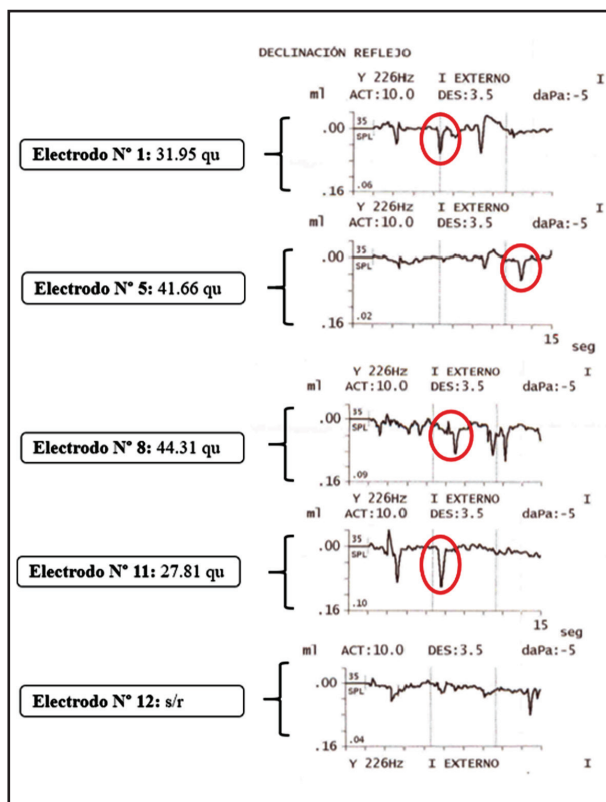 DECLINACIÓN REFLEJO
Y 226Hz I EXTERNO I
ml ACT:10.0 DES:3.5 daPa:-5
.00
35
SPL
.06
.16
Electrodo Nº 1: 31.95 qu
Y 226Hz I EXTERNO I
ml ACT:10.0 DES:3.5 daPa:-5
.00
35
SPL
.02
.16
15
seg
Electrodo Nº 5: 41.66 qu
Y 226Hz I EXTERNO I
ml ACT:10.0 DES:3.5 daPa:-5
.00
35
SPL
.09
.16
Electrodo Nº 8: 44.31 qu
Y 226Hz I EXTERNO I
ml ACT:10.0 DES:3.5 daPa:-5
.00
35
SPL
.10
.16
15
seg
Electrodo Nº 11: 27.81 qu
ml ACT:10.0 DES:3.5 daPa:-5
.00
35
SPL
.04
.16
Electrodo Nº 12: s/r
Y 226Hz I EXTERNO I